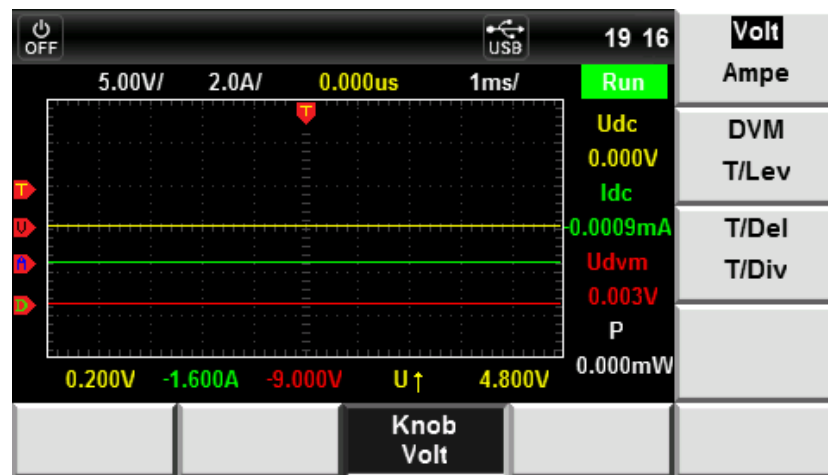 OFF
USB
19 16
5.00V/ 2.0A/ 0.000us 1ms/ Run
T
T
V
A
D
Udc
0.000V
Idc
-0.0009mA
Udvm
0.003V
P
0.000mW
0.200V -1.600A -9.000V U↑ 4.800V
Volt
Ampe
DVM
T/Lev
T/Del
T/Div
Knob
Volt